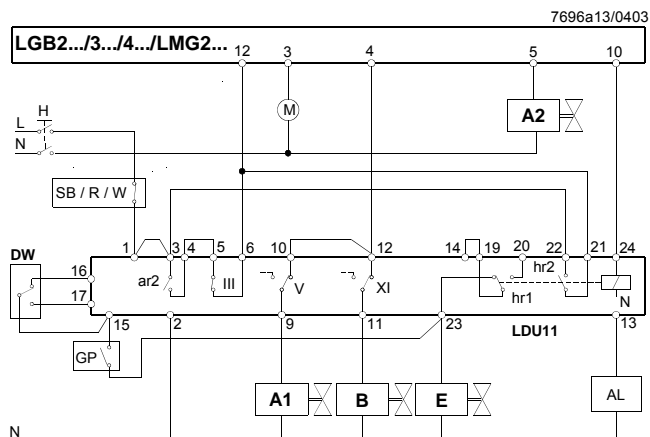 7696a13/0403
LGB2.../3.../4.../LMG2... 12 3 4 5 10
M
A2
H
L
N
SB / R / W
1 3 4 5 6 10 12 14 19 20 22 21 24
DW
16
17
ar2 III V XI hr1 hr2 N
15 2 9 11 23 LDU11 13
GP
A1 B E AL
N